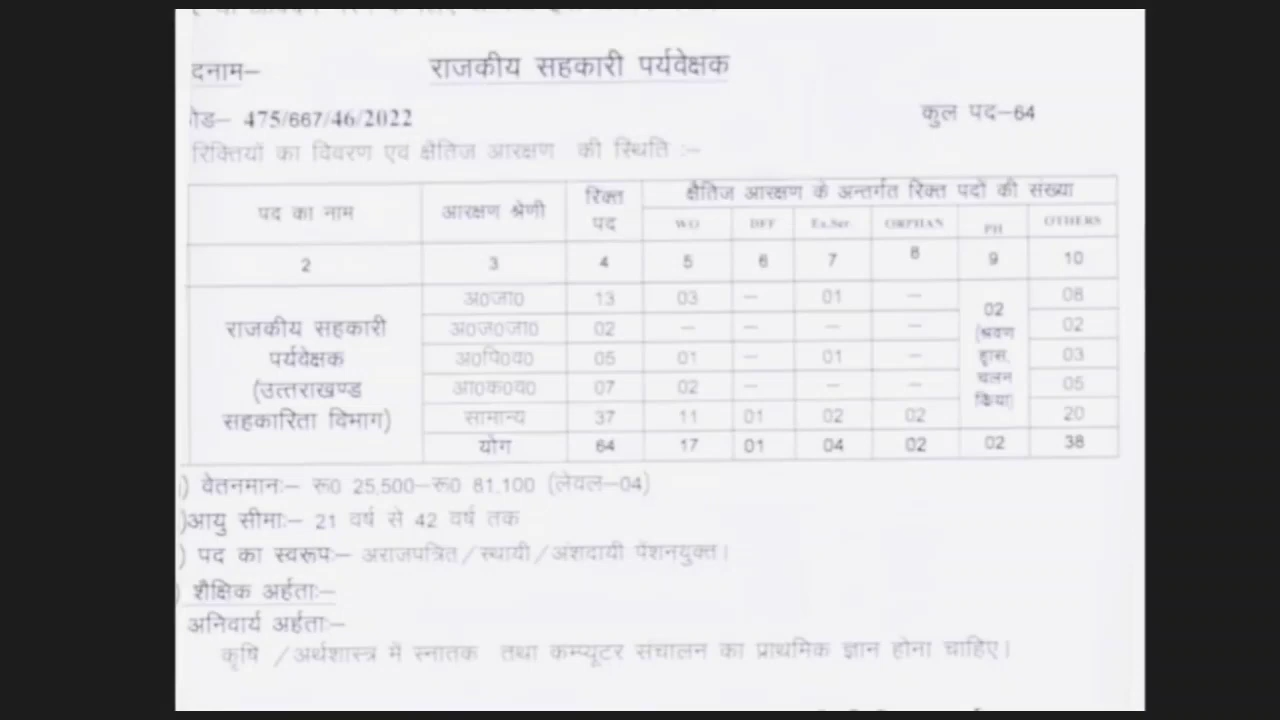 दनाम–
राजकीय सहकारी पर्यवेक्षक
कोड– 475/667/46/2022
कुल पद–64
रिक्तियों का विवरण एवं क्षैतिज आरक्षण की स्थिति :–
पद का नाम आरक्षण श्रेणी रिक्त पद क्षैतिज आरक्षण के अन्तर्गत रिक्त पदों की संख्या
WO DFF Ex.Ser ORPHAN PH OTHERS
2 3 4 5 6 7 8 9 10
राजकीय सहकारी पर्यवेक्षक (उत्तराखण्ड सहकारिता विभाग)
अ0जा0 13 03 – 01 – 08
अ0ज0जा0 02 – – – – 02
अ0पि0व0 05 01 – 01 – 03
आ0क0व0 07 02 – – – 05
सामान्य 37 11 01 02 02 20
02 (श्रवण ह्रास, चलन क्रिया)
योग 64 17 01 04 02 02 38
) वेतनमानः– रू0 25,500–रू0 81,100 (लेवल–04)
)आयु सीमाः– 21 वर्ष से 42 वर्ष तक
) पद का स्वरूपः– अराजपत्रित/स्थायी/अंशदायी पेंशनयुक्त।
) शैक्षिक अर्हताः–
अनिवार्य अर्हताः–
कृषि /अर्थशास्त्र में स्नातक तथा कम्प्यूटर संचालन का प्राथमिक ज्ञान होना चाहिए।